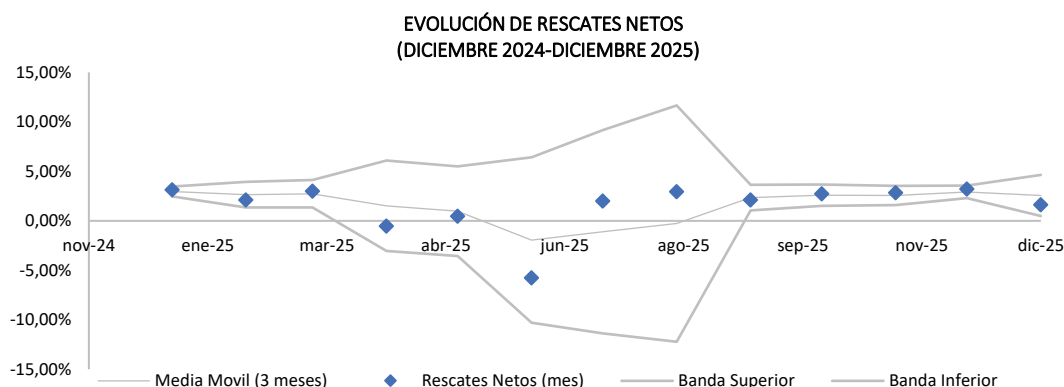 EVOLUCIÓN DE RESCATES NETOS
(DICIEMBRE 2024-DICIEMBRE 2025)
15,00%
10,00%
5,00%
0,00%
nov-24 ene-25 mar-25 abr-25 jun-25 ago-25 sep-25 nov-25 dic-25
-5,00%
-10,00%
-15,00%
Media Movil (3 meses) Rescates Netos (mes) Banda Superior Banda Inferior